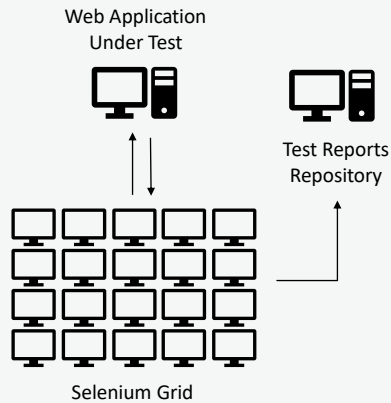 Web Application
Under Test
Test Reports
Repository
Selenium Grid